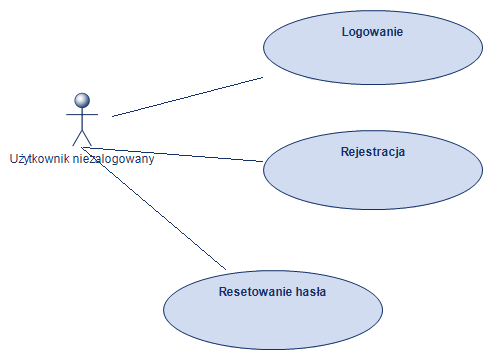 Logowanie
Użytkownik niezalogowany
Rejestracja
Resetowanie hasła